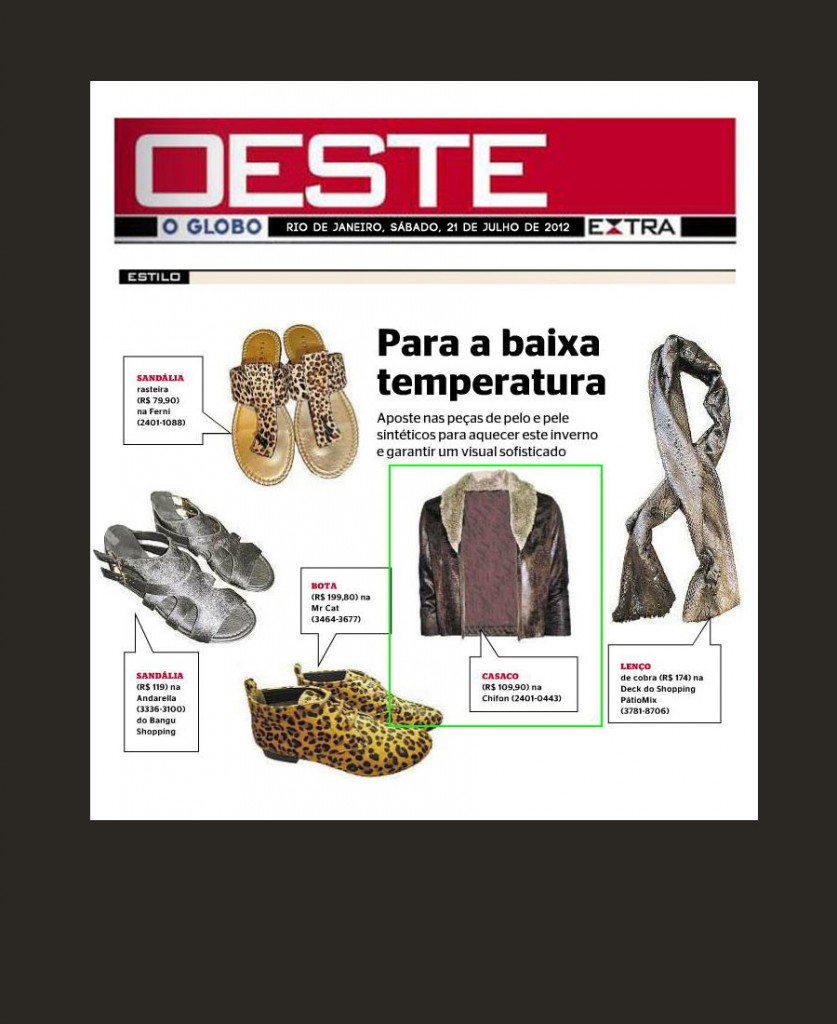 OESTE
O GLOBO RIO DE JANEIRO, SÁBADO, 21 DE JULHO DE 2012 EXTRA
ESTILO
Para a baixa
temperatura
Aposte nas peças de pelo e pele
sintéticos para aquecer este inverno
e garantir um visual sofisticado
SANDÁLIA
rasteira
(R$ 79,90)
na Ferni
(2401-1088)
BOTA
(R$ 199,80) na
Mr Cat
(3464-3677)
SANDÁLIA
(R$ 119) na
Andarella
(3336-3100)
do Bangu
Shopping
CASACO
(R$ 109,90) na
Chifon (2401-0443)
LENÇO
de cobra (R$ 174) na
Deck do Shopping
PátioMix
(3781-8706)